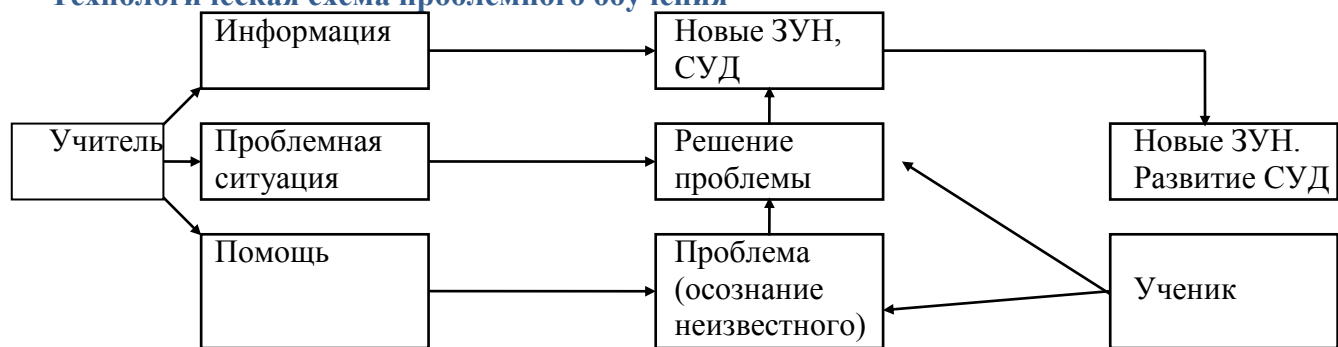 Технологическая схема проблемного обучения
Информация
Новые ЗУН,
СУД
Учитель
Проблемная
ситуация
Решение
проблемы
Новые ЗУН.
Развитие СУД
Помощь
Проблема
(осознание
неизвестного)
Ученик